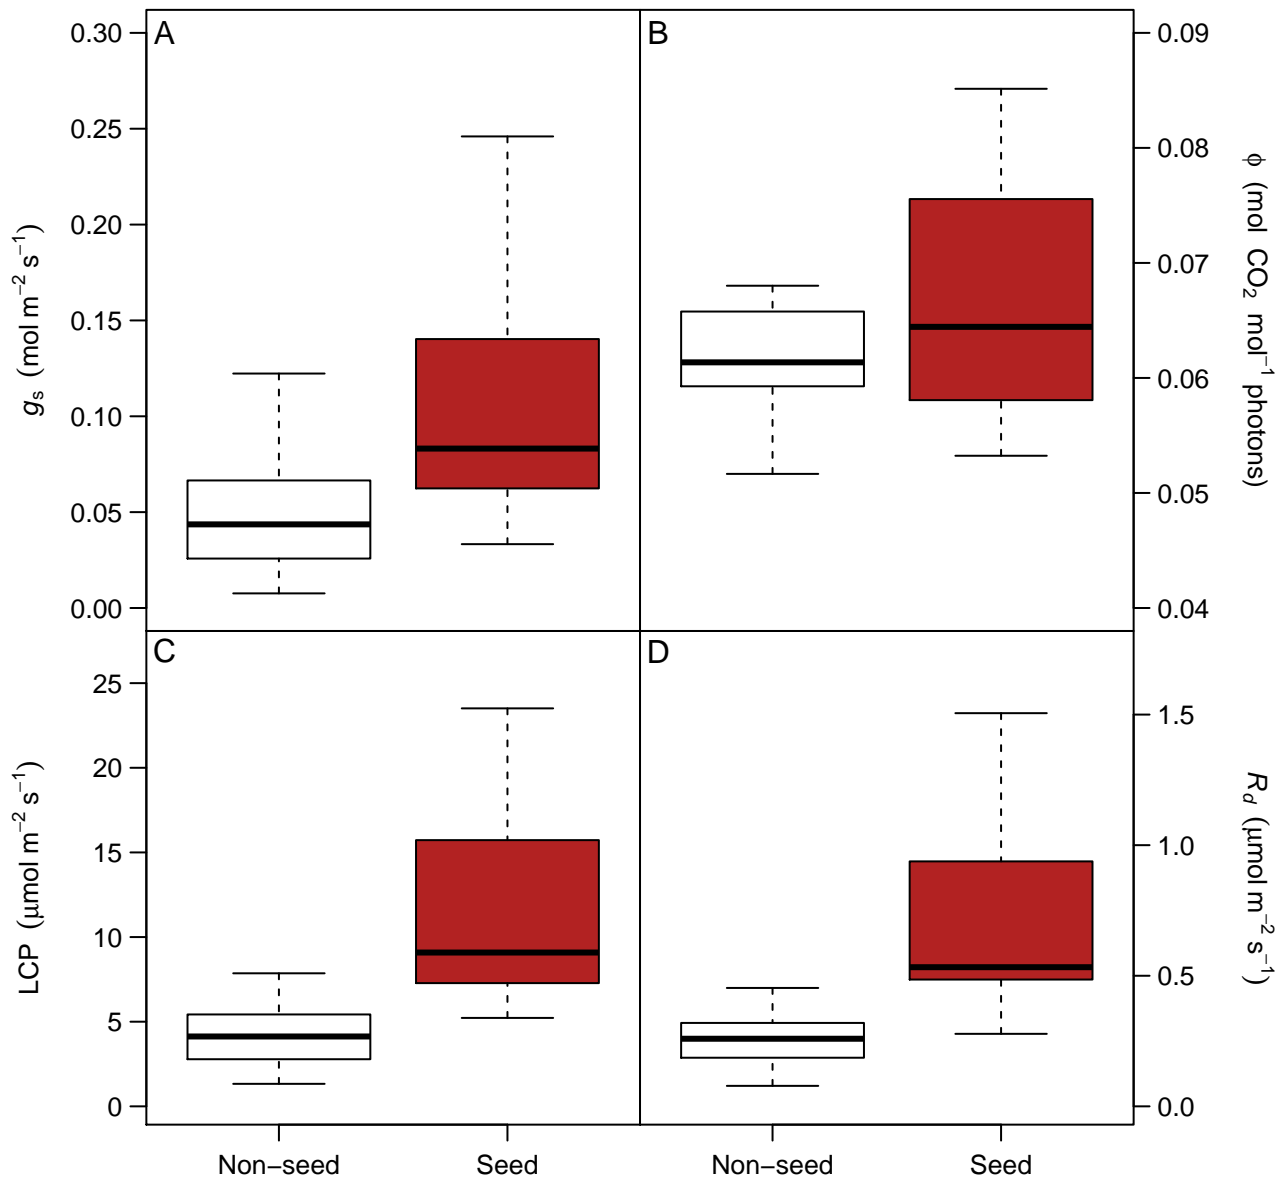 A
B
0.30
0.25
0.20
0.15
0.10
0.05
0.00
gₛ (mol m⁻² s⁻¹)
0.09
0.08
0.07
0.06
0.05
0.04
ϕ (mol CO₂ mol⁻¹ photons)
C
D
25
20
15
10
5
0
LCP (μmol m⁻² s⁻¹)
1.5
1.0
0.5
0.0
R_d (μmol m⁻² s⁻¹)
Non−seed
Seed
Non−seed
Seed